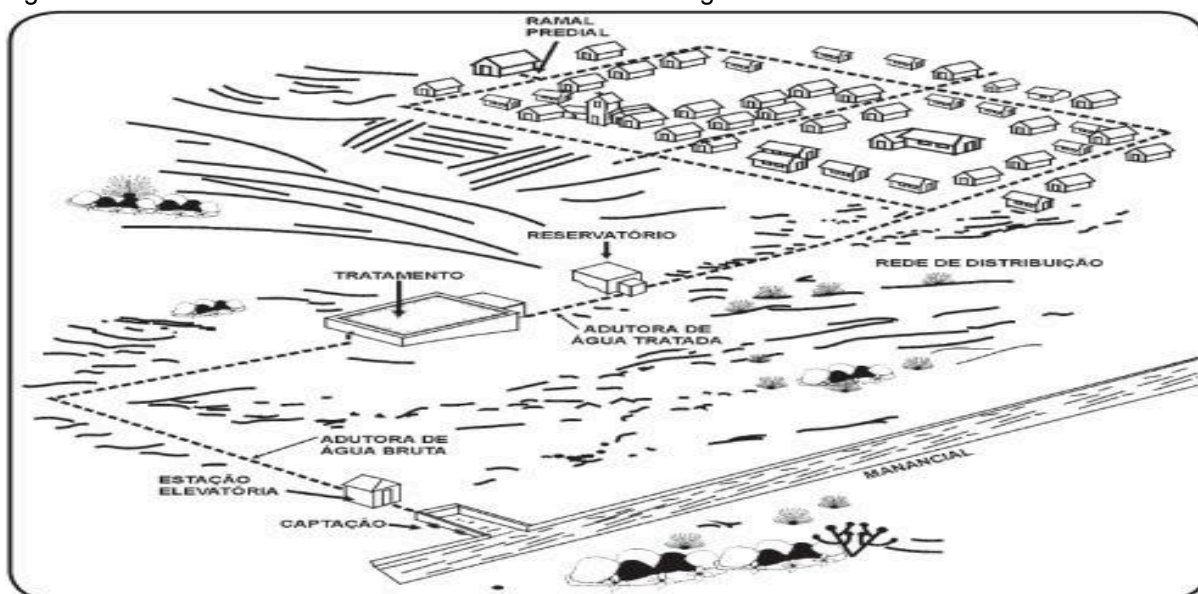 RAMAL
PREDIAL
RESERVATÓRIO
TRATAMENTO
REDE DE DISTRIBUIÇÃO
ADUTORA DE
ÁGUA TRATADA
ADUTORA DE
ÁGUA BRUTA
ESTAÇÃO
ELEVATÓRIA
CAPTAÇÃO
MANANCIAL